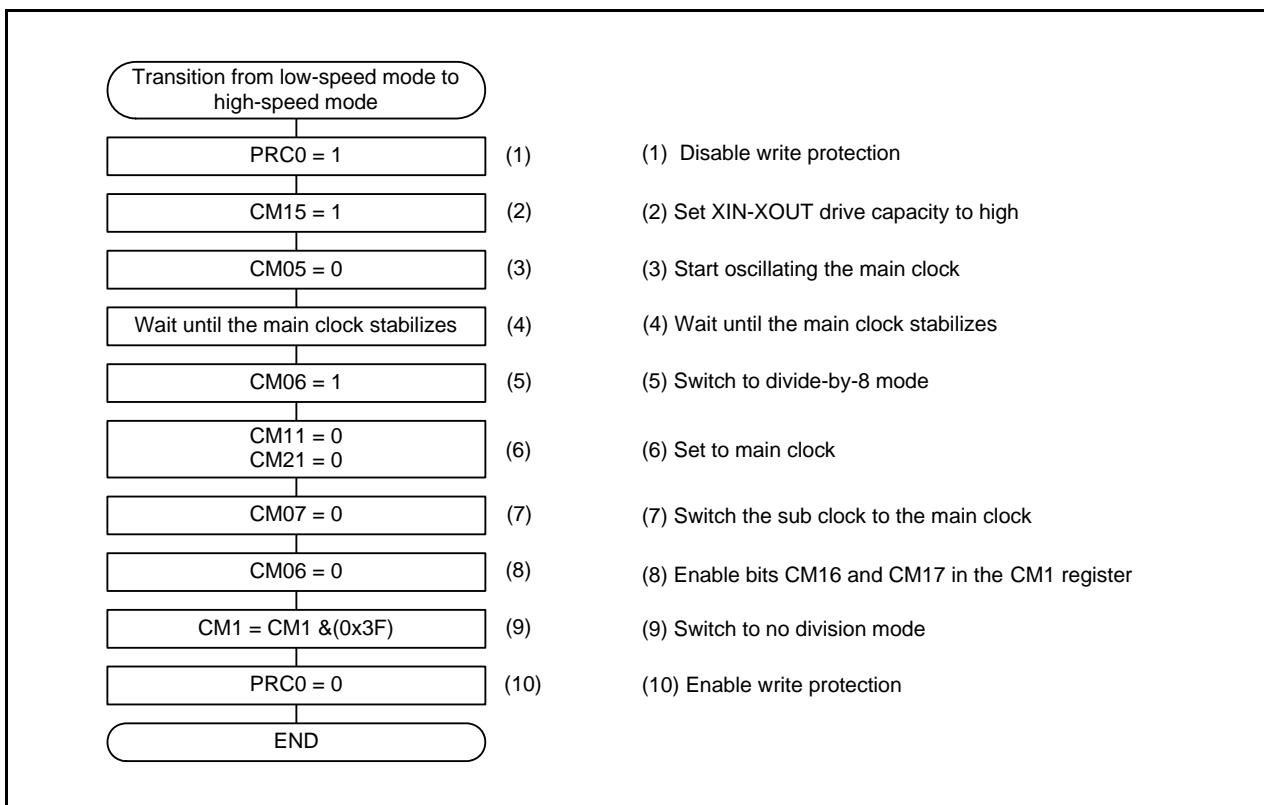 Transition from low-speed mode to
high-speed mode
PRC0 = 1 (1) (1) Disable write protection
CM15 = 1 (2) (2) Set XIN-XOUT drive capacity to high
CM05 = 0 (3) (3) Start oscillating the main clock
Wait until the main clock stabilizes (4) (4) Wait until the main clock stabilizes
CM06 = 1 (5) (5) Switch to divide-by-8 mode
CM11 = 0
CM21 = 0 (6) (6) Set to main clock
CM07 = 0 (7) (7) Switch the sub clock to the main clock
CM06 = 0 (8) (8) Enable bits CM16 and CM17 in the CM1 register
CM1 = CM1 &(0x3F) (9) (9) Switch to no division mode
PRC0 = 0 (10) (10) Enable write protection
END